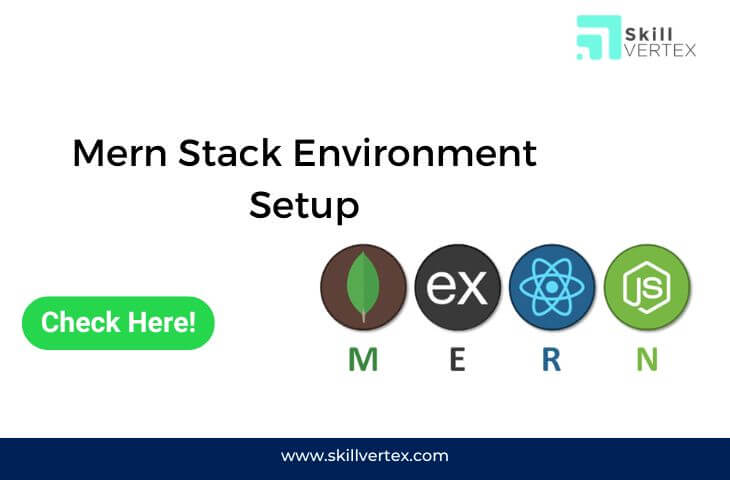 Skill
VERTEX
Mern Stack Environment
Setup
ex
JS
M E R N
Check Here!
www.skillvertex.com